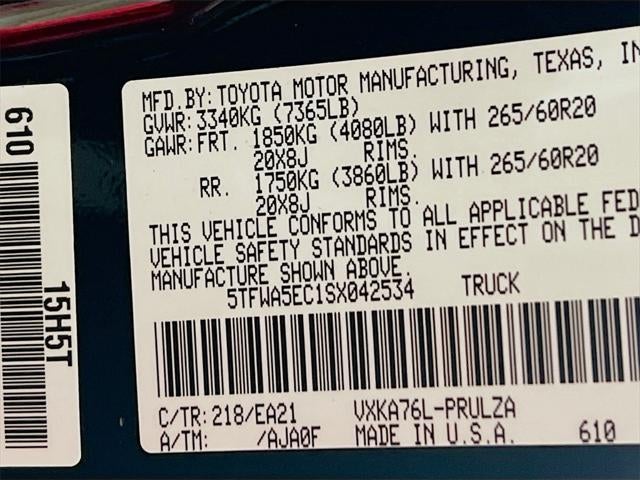 MFD.BY: TOYOTA MOTOR MANUFACTURING, TEXAS,
GVWR: 3340KG (7365LB)
GAWR: FRT. 1850KG (4080LB) WITH 265/60R20
20X8J RIMS.
RR. 1750KG (3860LB) WITH 265/60R20
20X8J RIMS.
THIS VEHICLE CONFORMS TO ALL APPLICABLE FED
VEHICLE SAFETY STANDARDS IN EFFECT ON THE D
MANUFACTURE SHOWN ABOVE.
5TFWA5EC1SX042534 TRUCK
C/TR: 218/EA21 VXKA76L-PRULZA
A/TM: /AJA0F MADE IN U.S.A. 610
610
15H5T